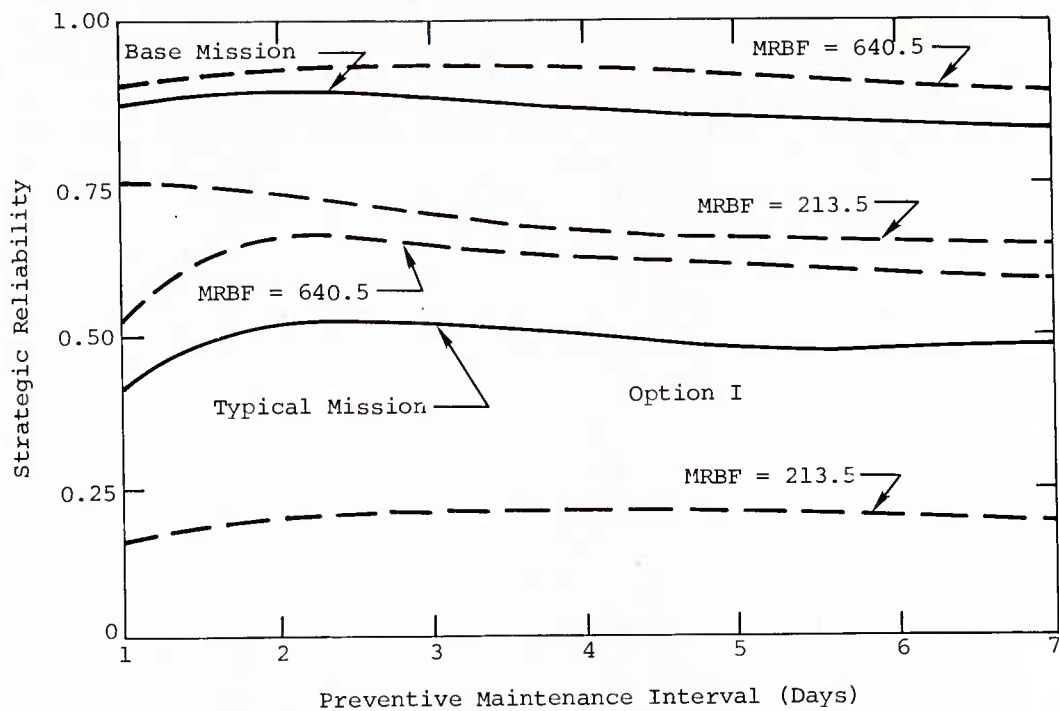 1.00
Base Mission
MRBF = 640.5
0.75
MRBF = 213.5
MRBF = 640.5
0.50
Typical Mission
Option I
MRBF = 213.5
0.25
0
1 2 3 4 5 6 7
Strategic Reliability
Preventive Maintenance Interval (Days)